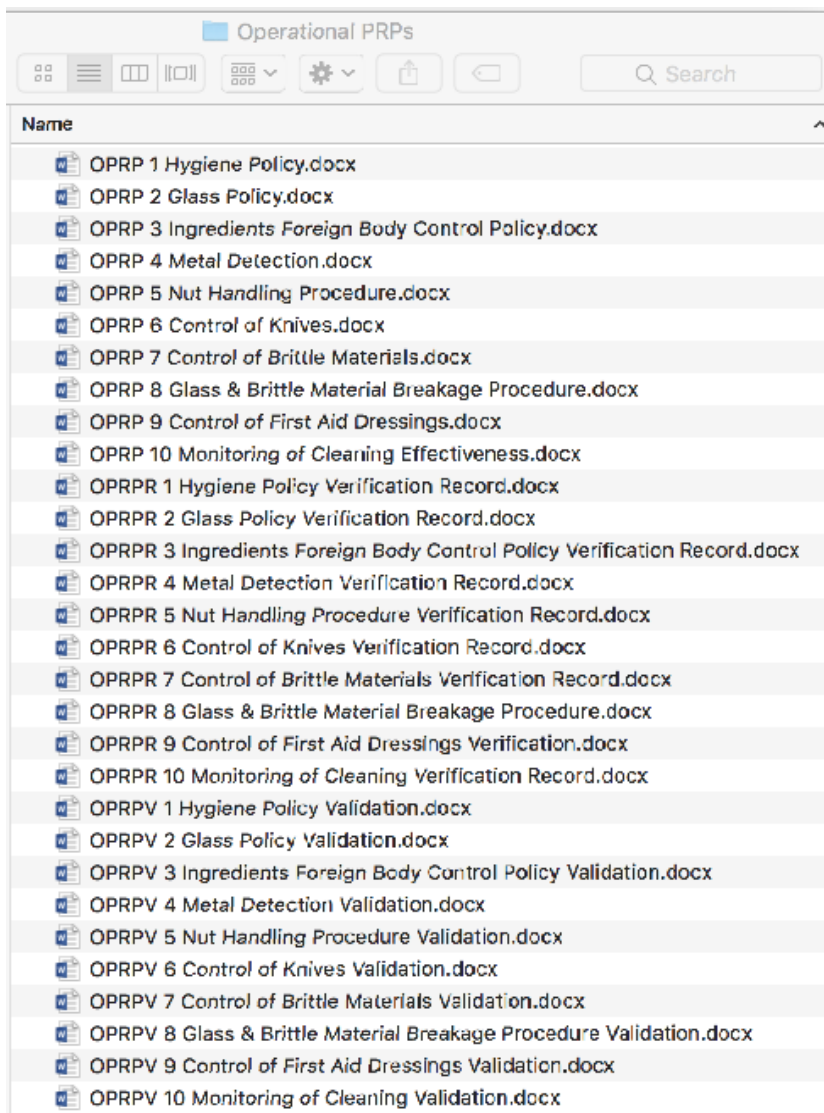 Operational PRPs
Search
Name
OPRP 1 Hygiene Policy.docx
OPRP 2 Glass Policy.docx
OPRP 3 Ingredients Foreign Body Control Policy.docx
OPRP 4 Metal Detection.docx
OPRP 5 Nut Handling Procedure.docx
OPRP 6 Control of Knives.docx
OPRP 7 Control of Brittle Materials.docx
OPRP 8 Glass & Brittle Material Breakage Procedure.docx
OPRP 9 Control of First Aid Dressings.docx
OPRP 10 Monitoring of Cleaning Effectiveness.docx
OPRPR 1 Hygiene Policy Verification Record.docx
OPRPR 2 Glass Policy Verification Record.docx
OPRPR 3 Ingredients Foreign Body Control Policy Verification Record.docx
OPRPR 4 Metal Detection Verification Record.docx
OPRPR 5 Nut Handling Procedure Verification Record.docx
OPRPR 6 Control of Knives Verification Record.docx
OPRPR 7 Control of Brittle Materials Verification Record.docx
OPRPR 8 Glass & Brittle Material Breakage Procedure.docx
OPRPR 9 Control of First Aid Dressings Verification.docx
OPRPR 10 Monitoring of Cleaning Verification Record.docx
OPRPV 1 Hygiene Policy Validation.docx
OPRPV 2 Glass Policy Validation.docx
OPRPV 3 Ingredients Foreign Body Control Policy Validation.docx
OPRPV 4 Metal Detection Validation.docx
OPRPV 5 Nut Handling Procedure Validation.docx
OPRPV 6 Control of Knives Validation.docx
OPRPV 7 Control of Brittle Materials Validation.docx
OPRPV 8 Glass & Brittle Material Breakage Procedure Validation.docx
OPRPV 9 Control of First Aid Dressings Validation.docx
OPRPV 10 Monitoring of Cleaning Validation.docx